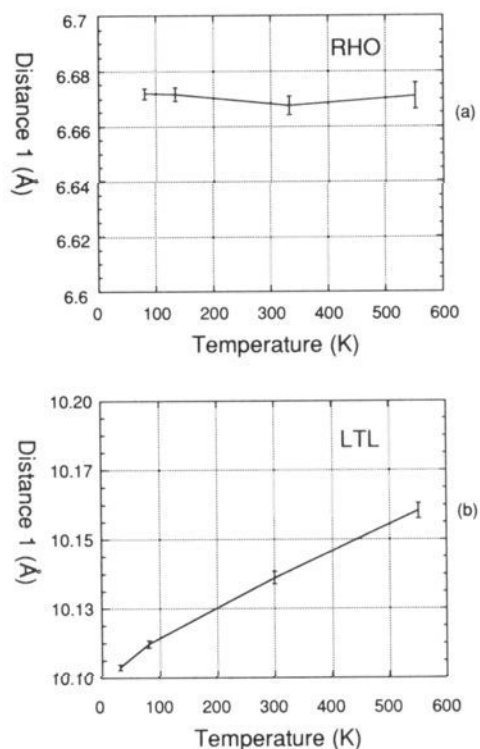 6.7
RHO
6.68
6.66
(a)
6.64
6.62
6.6
Distance 1 (Å)
0 100 200 300 400 500 600
Temperature (K)
10.20
LTL
10.17
10.15
(b)
10.13
10.10
Distance 1 (Å)
0 100 200 300 400 500 600
Temperature (K)